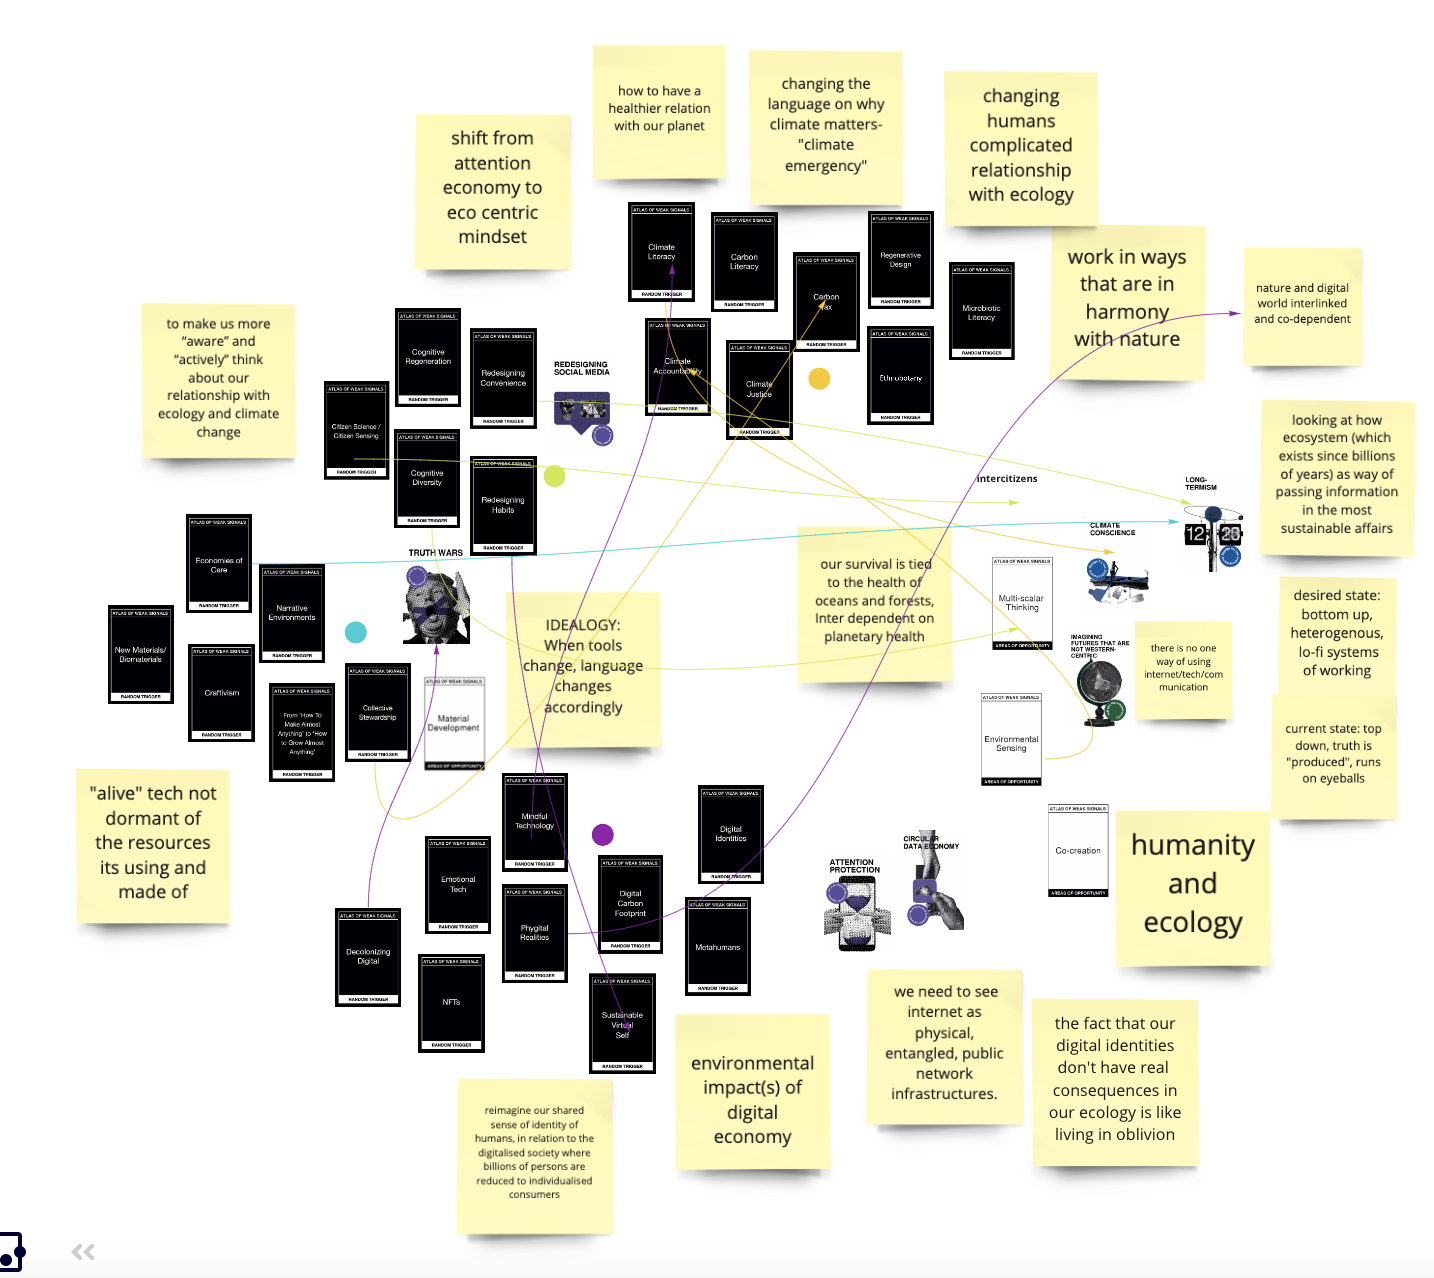 how to have a
healthier relation
with our planet
changing the
language on why
climate matters-
"climate
emergency"
changing
humans
complicated
relationship
with ecology
shift from
attention
economy to
eco centric
mindset
work in ways
that are in
harmony
with nature
nature and digital
world interlinked
and co-dependent
to make us more
“aware” and
“actively” think
about our
relationship with
ecology and climate
change
ATLAS OF WEAK SIGNALS
Climate
Literacy
RANDOM TRIGGER
ATLAS OF WEAK SIGNALS
Carbon
Literacy
RANDOM TRIGGER
ATLAS OF WEAK SIGNALS
Carbon
Tax
RANDOM TRIGGER
ATLAS OF WEAK SIGNALS
Regenerative
Design
RANDOM TRIGGER
ATLAS OF WEAK SIGNALS
Microbiotic
Literacy
RANDOM TRIGGER
ATLAS OF WEAK SIGNALS
Climate
Accountability
RANDOM TRIGGER
ATLAS OF WEAK SIGNALS
Climate
Justice
RANDOM TRIGGER
ATLAS OF WEAK SIGNALS
Ethnobotany
RANDOM TRIGGER
ATLAS OF WEAK SIGNALS
Cognitive
Regeneration
RANDOM TRIGGER
ATLAS OF WEAK SIGNALS
Redesigning
Convenience
RANDOM TRIGGER
REDESIGNING
SOCIAL MEDIA
ATLAS OF WEAK SIGNALS
Citizen Science /
Citizen Sensing
RANDOM TRIGGER
ATLAS OF WEAK SIGNALS
Cognitive
Diversity
RANDOM TRIGGER
ATLAS OF WEAK SIGNALS
Redesigning
Habits
RANDOM TRIGGER
looking at how
ecosystem (which
exists since billions
of years) as way of
passing information
in the most
sustainable affairs
intercitizens
LONG-
TERMISM
12 28
CLIMATE
CONSCIENCE
ATLAS OF WEAK SIGNALS
Economies of
Care
RANDOM TRIGGER
ATLAS OF WEAK SIGNALS
Narrative
Environments
RANDOM TRIGGER
TRUTH WARS
ATLAS OF WEAK SIGNALS
New Materials/
Biomaterials
RANDOM TRIGGER
ATLAS OF WEAK SIGNALS
Craftivism
RANDOM TRIGGER
ATLAS OF WEAK SIGNALS
From 'How To
Make Almost
Anything' to 'How
to Grow Almost
Anything'
RANDOM TRIGGER
ATLAS OF WEAK SIGNALS
Collective
Stewardship
RANDOM TRIGGER
ATLAS OF WEAK SIGNALS
Material
Development
AREAS OF OPPORTUNITY
IDEALOGY:
When tools
change, language
changes
accordingly
our survival is tied
to the health of
oceans and forests,
Inter dependent on
planetary health
ATLAS OF WEAK SIGNALS
Multi-scalar
Thinking
AREAS OF OPPORTUNITY
IMAGINING
FUTURES THAT ARE
NOT WESTERN-
CENTRIC
there is no one
way of using
internet/tech/com
munication
desired state:
bottom up,
heterogenous,
lo-fi systems
of working
current state: top
down, truth is
"produced", runs
on eyeballs
ATLAS OF WEAK SIGNALS
Environmental
Sensing
AREAS OF OPPORTUNITY
ATLAS OF WEAK SIGNALS
Co-creation
AREAS OF OPPORTUNITY
humanity
and
ecology
"alive" tech not
dormant of
the resources
its using and
made of
ATLAS OF WEAK SIGNALS
Mindful
Technology
RANDOM TRIGGER
ATLAS OF WEAK SIGNALS
Digital
Identities
RANDOM TRIGGER
ATLAS OF WEAK SIGNALS
Emotional
Tech
RANDOM TRIGGER
ATLAS OF WEAK SIGNALS
Digital
Carbon
Footprint
RANDOM TRIGGER
ATLAS OF WEAK SIGNALS
Phygital
Realities
RANDOM TRIGGER
ATLAS OF WEAK SIGNALS
Metahumans
RANDOM TRIGGER
ATLAS OF WEAK SIGNALS
Decolonizing
Digital
RANDOM TRIGGER
ATLAS OF WEAK SIGNALS
NFTs
RANDOM TRIGGER
ATLAS OF WEAK SIGNALS
Sustainable
Virtual
Self
RANDOM TRIGGER
ATTENTION
PROTECTION
CIRCULAR
DATA ECONOMY
we need to see
internet as
physical,
entangled, public
network
infrastructures.
the fact that our
digital identities
don't have real
consequences in
our ecology is like
living in oblivion
environmental
impact(s) of
digital
economy
reimagine our shared
sense of identity of
humans, in relation to the
digitalised society where
billions of persons are
reduced to individualised
consumers